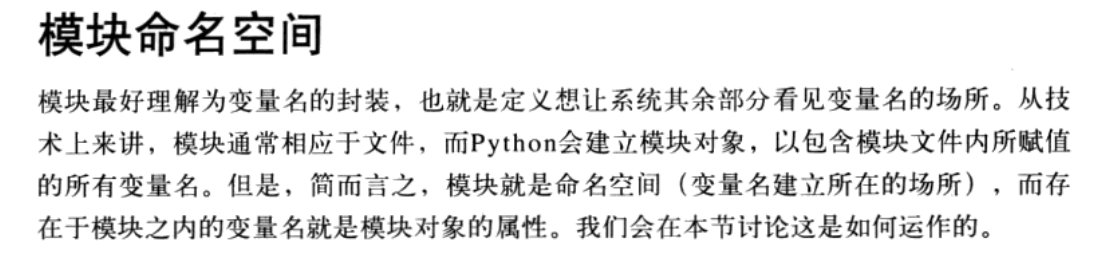 模块命名空间
模块最好理解为变量名的封装，也就是定义想让系统其余部分看见变量名的场所。从技
术上来讲，模块通常相应于文件，而Python会建立模块对象，以包含模块文件内所赋值
的所有变量名。但是，简而言之，模块就是命名空间（变量名建立所在的场所），而存
在于模块之内的变量名就是模块对象的属性。我们会在本节讨论这是如何运作的。